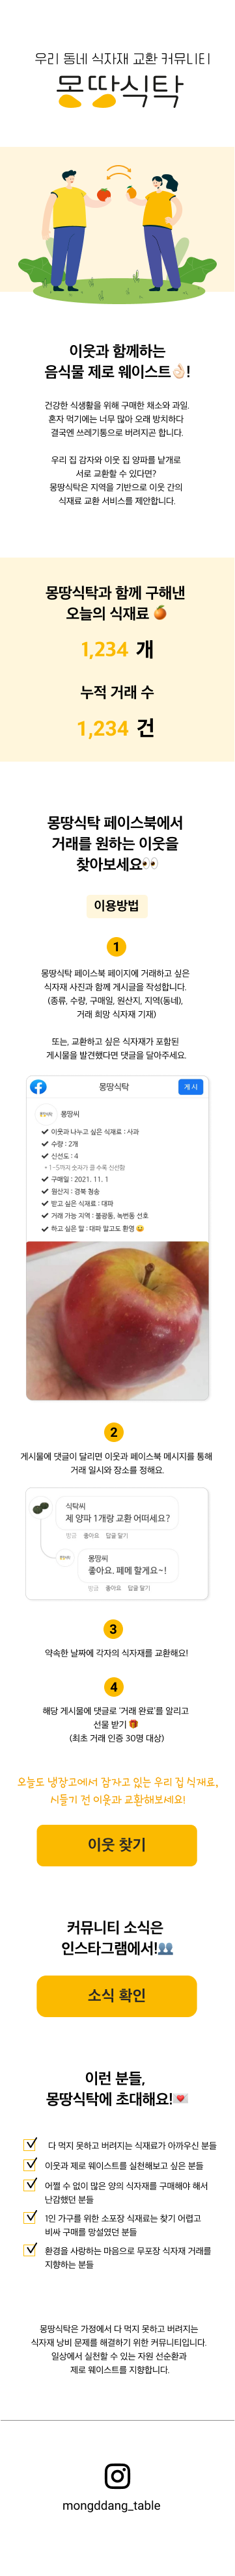 우리 동네 식자재 교환 커뮤니티
몽땅식탁
이웃과 함께하는
음식물 제로 웨이스트👌🏻!
건강한 식생활을 위해 구매한 채소와 과일.
혼자 먹기에는 너무 많아 오래 방치하다
결국엔 쓰레기통으로 버려지곤 합니다.
우리 집 감자와 이웃 집 양파를 낱개로
서로 교환할 수 있다면?
몽땅식탁은 지역을 기반으로 이웃 간의
식재료 교환 서비스를 제안합니다.
몽땅식탁과 함께 구해낸
오늘의 식재료 🍊
1,234 개
누적 거래 수
1,234 건
몽땅식탁 페이스북에서
거래를 원하는 이웃을
찾아보세요👀
이용방법
1
몽땅식탁 페이스북 페이지에 거래하고 싶은
식자재 사진과 함께 게시글을 작성합니다.
(종류, 수량, 구매일, 원산지, 지역(동네),
거래 희망 식자재 기재)
또는, 교환하고 싶은 식자재가 포함된
게시물을 발견했다면 댓글을 달아주세요.
몽땅식탁
게시
몽땅씨
이웃과 나누고 싶은 식재료 : 사과
수량 : 2개
신선도 : 4
* 1~5까지 숫자가 클 수록 신선함
구매일 : 2021. 11. 1
원산지 : 경북 청송
받고 싶은 식재료 : 대파
거래 가능 지역 : 불광동, 녹번동 선호
하고 싶은 말 : 대파 말고도 환영 😄
2
게시물에 댓글이 달리면 이웃과 페이스북 메시지를 통해
거래 일시와 장소를 정해요.
식탁씨
제 양파 1개랑 교환 어떠세요?
방금 좋아요 답글 달기
몽땅씨
좋아요. 페메 할게요~!
방금 좋아요 답글 달기
3
약속한 날짜에 각자의 식자재를 교환해요!
4
해당 게시물에 댓글로 '거래 완료'를 알리고
선물 받기 🎁
(최초 거래 인증 30명 대상)
오늘도 냉장고에서 잠자고 있는 우리 집 식재료,
시들기 전 이웃과 교환해보세요!
이웃 찾기
커뮤니티 소식은
인스타그램에서!👥
소식 확인
이런 분들,
몽땅식탁에 초대해요!💌
다 먹지 못하고 버려지는 식재료가 아까우신 분들
이웃과 제로 웨이스트를 실천해보고 싶은 분들
어쩔 수 없이 많은 양의 식자재를 구매해야 해서
난감했던 분들
1인 가구를 위한 소포장 식재료는 찾기 어렵고
비싸 구매를 망설였던 분들
환경을 사랑하는 마음으로 무포장 식자재 거래를
지향하는 분들
몽땅식탁은 가정에서 다 먹지 못하고 버려지는
식자재 낭비 문제를 해결하기 위한 커뮤니티입니다.
일상에서 실천할 수 있는 자원 선순환과
제로 웨이스트를 지향합니다.
mongddang_table